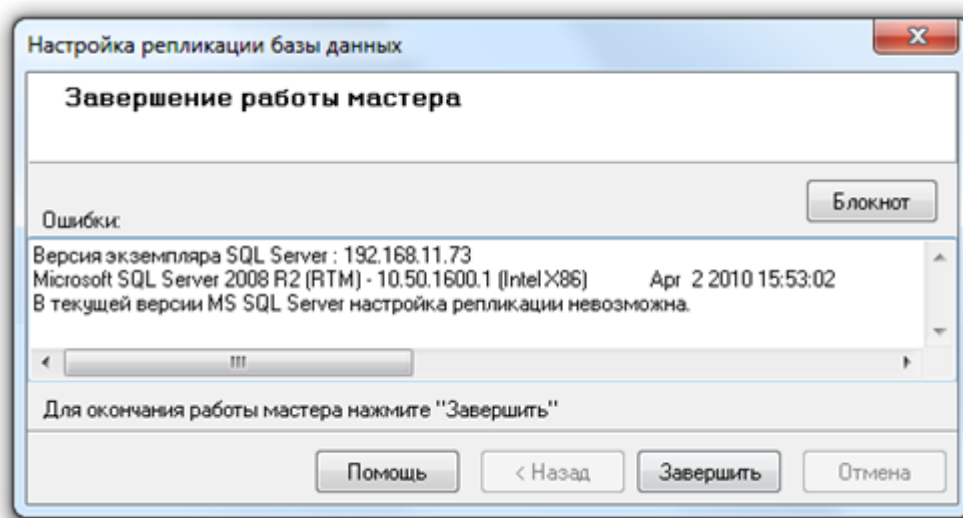 Настройка репликации базы данных
Завершение работы мастера
Блокнот
Ошибки:
Версия экземпляра SQL Server : 192.168.11.73
Microsoft SQL Server 2008 R2 (RTM) - 10.50.1600.1 (Intel X86) Apr 2 2010 15:53:02
В текущей версии MS SQL Server настройка репликации невозможна.
Для окончания работы мастера нажмите "Завершить"
Помощь < Назад Завершить Отмена